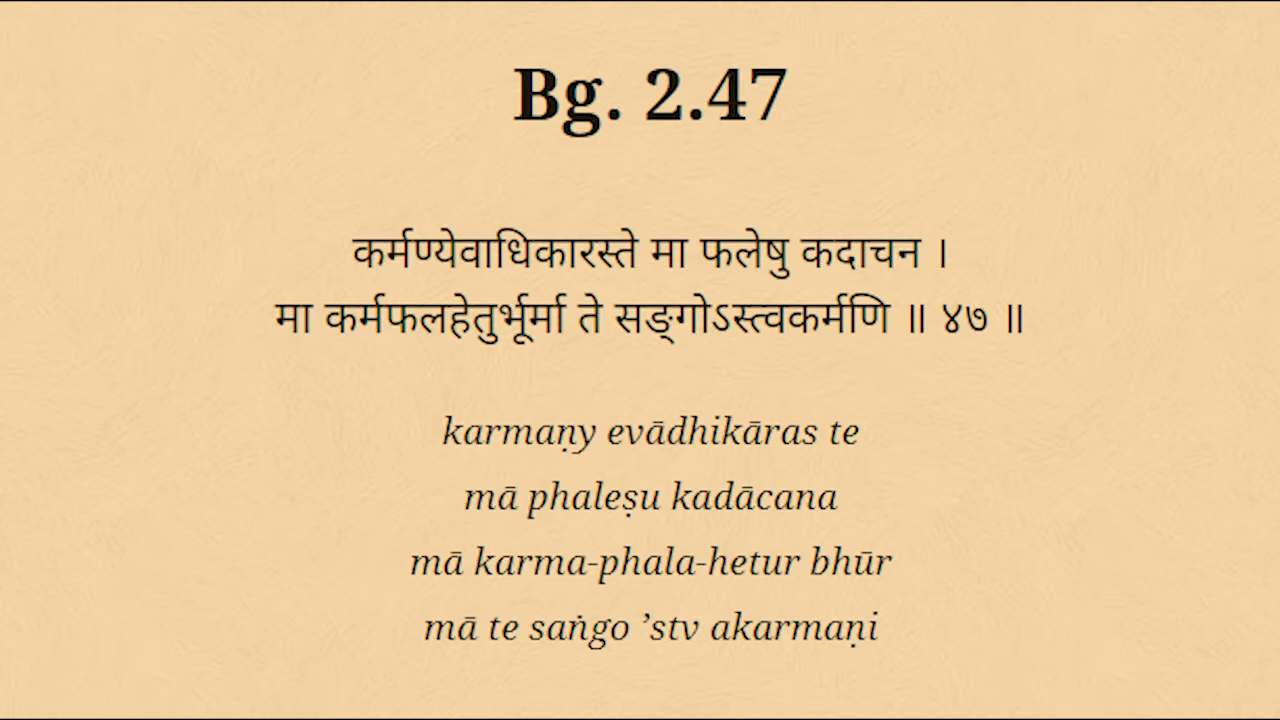 Bg. 2.47
कर्मण्येवाधिकारस्ते मा फलेषु कदाचन ।
मा कर्मफलहेतुर्भूर्मा ते सङ्‍गोऽस्त्वकर्मणि ॥ ४७ ॥
karmaṇy evādhikāras te
mā phaleṣu kadācana
mā karma-phala-hetur bhūr
mā te saṅgo ’stv akarmaṇi